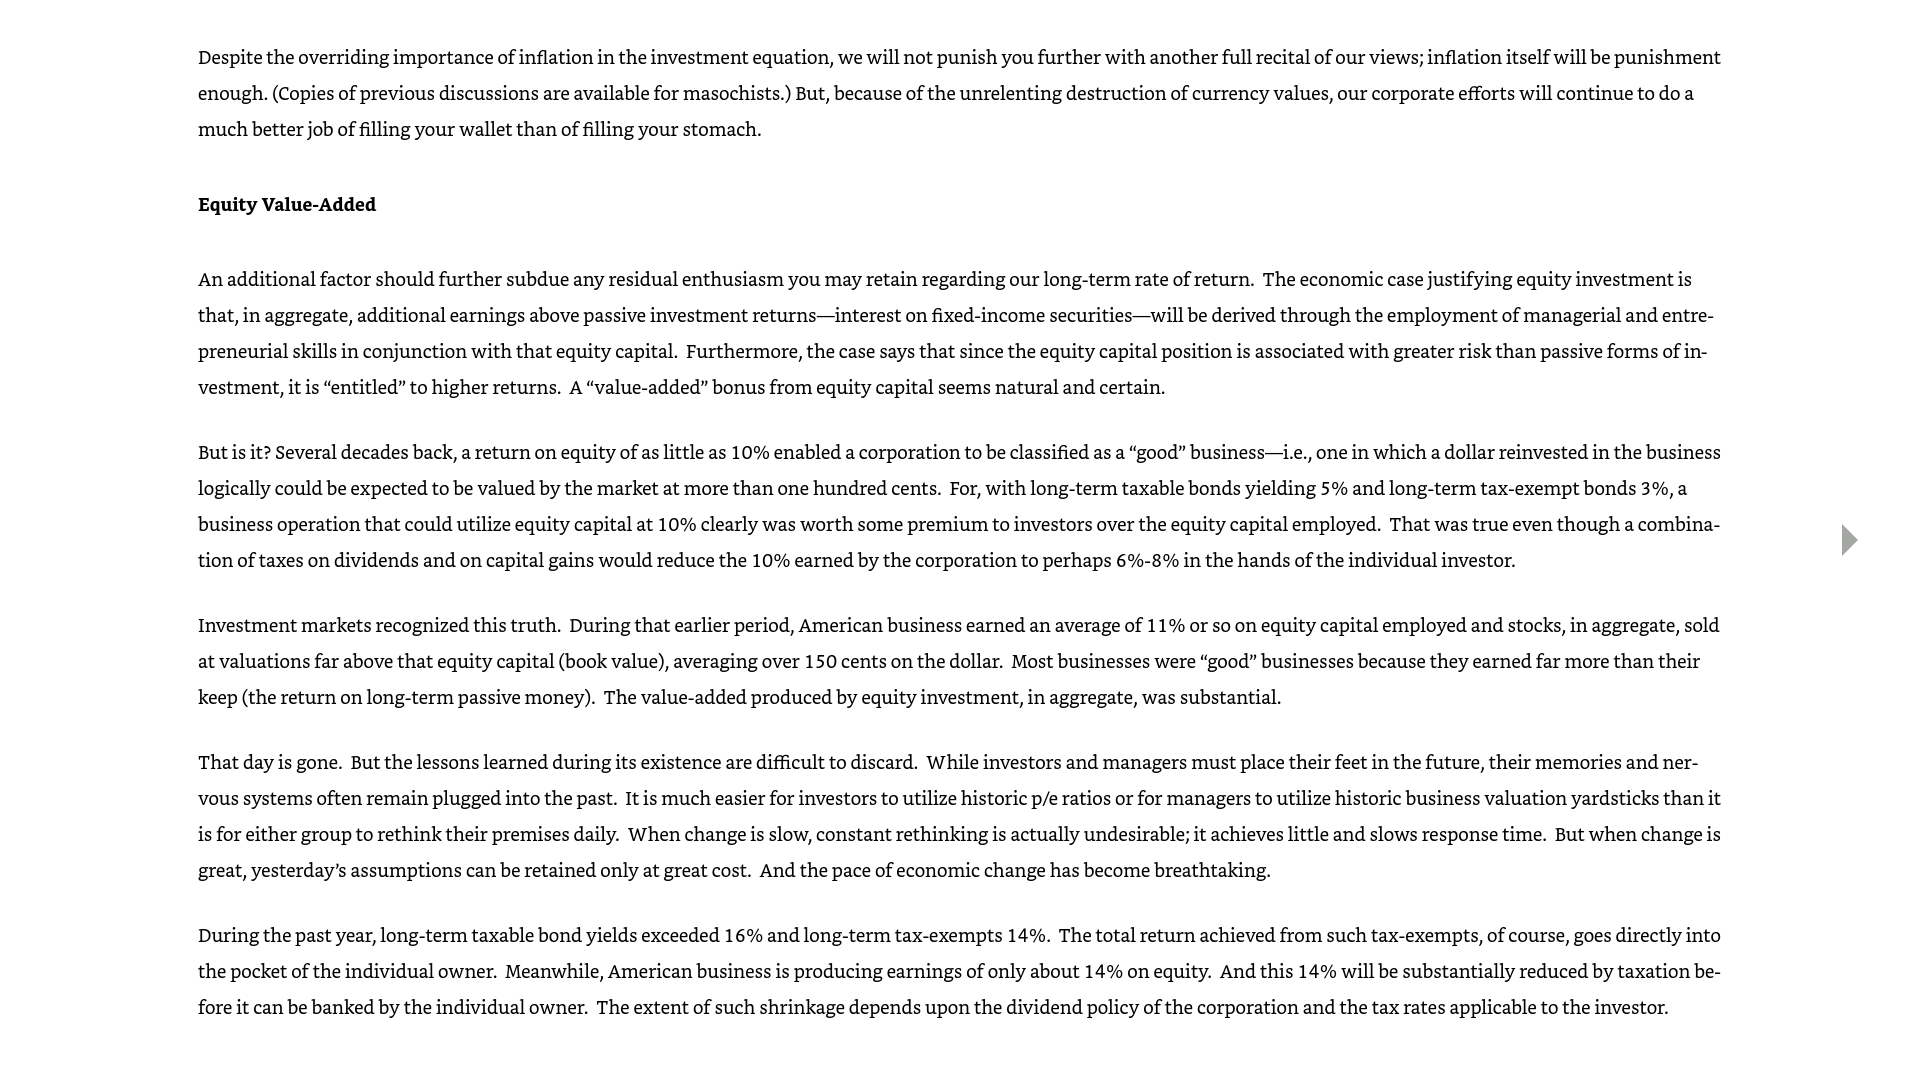 Despite the overriding importance of inflation in the investment equation, we will not punish you further with another full recital of our views; inflation itself will be punishment
enough. (Copies of previous discussions are available for masochists.) But, because of the unrelenting destruction of currency values, our corporate efforts will continue to do a
much better job of filling your wallet than of filling your stomach.
Equity Value-Added
An additional factor should further subdue any residual enthusiasm you may retain regarding our long-term rate of return.  The economic case justifying equity investment is
that, in aggregate, additional earnings above passive investment returns—interest on fixed-income securities—will be derived through the employment of managerial and entre-
preneurial skills in conjunction with that equity capital.  Furthermore, the case says that since the equity capital position is associated with greater risk than passive forms of in-
vestment, it is “entitled” to higher returns.  A “value-added” bonus from equity capital seems natural and certain.
But is it? Several decades back, a return on equity of as little as 10% enabled a corporation to be classified as a “good” business—i.e., one in which a dollar reinvested in the business
logically could be expected to be valued by the market at more than one hundred cents.  For, with long-term taxable bonds yielding 5% and long-term tax-exempt bonds 3%, a
business operation that could utilize equity capital at 10% clearly was worth some premium to investors over the equity capital employed.  That was true even though a combina-
tion of taxes on dividends and on capital gains would reduce the 10% earned by the corporation to perhaps 6%-8% in the hands of the individual investor.
Investment markets recognized this truth.  During that earlier period, American business earned an average of 11% or so on equity capital employed and stocks, in aggregate, sold
at valuations far above that equity capital (book value), averaging over 150 cents on the dollar.  Most businesses were “good” businesses because they earned far more than their
keep (the return on long-term passive money).  The value-added produced by equity investment, in aggregate, was substantial.
That day is gone.  But the lessons learned during its existence are difficult to discard.  While investors and managers must place their feet in the future, their memories and ner-
vous systems often remain plugged into the past.  It is much easier for investors to utilize historic p/e ratios or for managers to utilize historic business valuation yardsticks than it
is for either group to rethink their premises daily.  When change is slow, constant rethinking is actually undesirable; it achieves little and slows response time.  But when change is
great, yesterday’s assumptions can be retained only at great cost.  And the pace of economic change has become breathtaking.
During the past year, long-term taxable bond yields exceeded 16% and long-term tax-exempts 14%.  The total return achieved from such tax-exempts, of course, goes directly into
the pocket of the individual owner.  Meanwhile, American business is producing earnings of only about 14% on equity.  And this 14% will be substantially reduced by taxation be-
fore it can be banked by the individual owner.  The extent of such shrinkage depends upon the dividend policy of the corporation and the tax rates applicable to the investor.